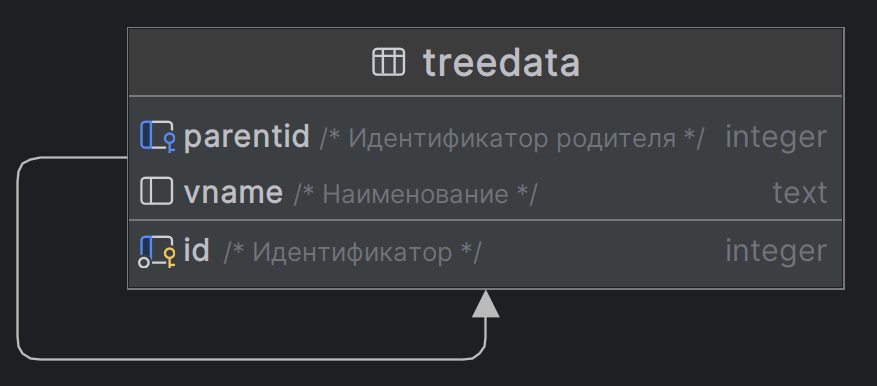 treedata
parentid /* Идентификатор родителя */ integer
vname /* Наименование */ text
id /* Идентификатор */ integer